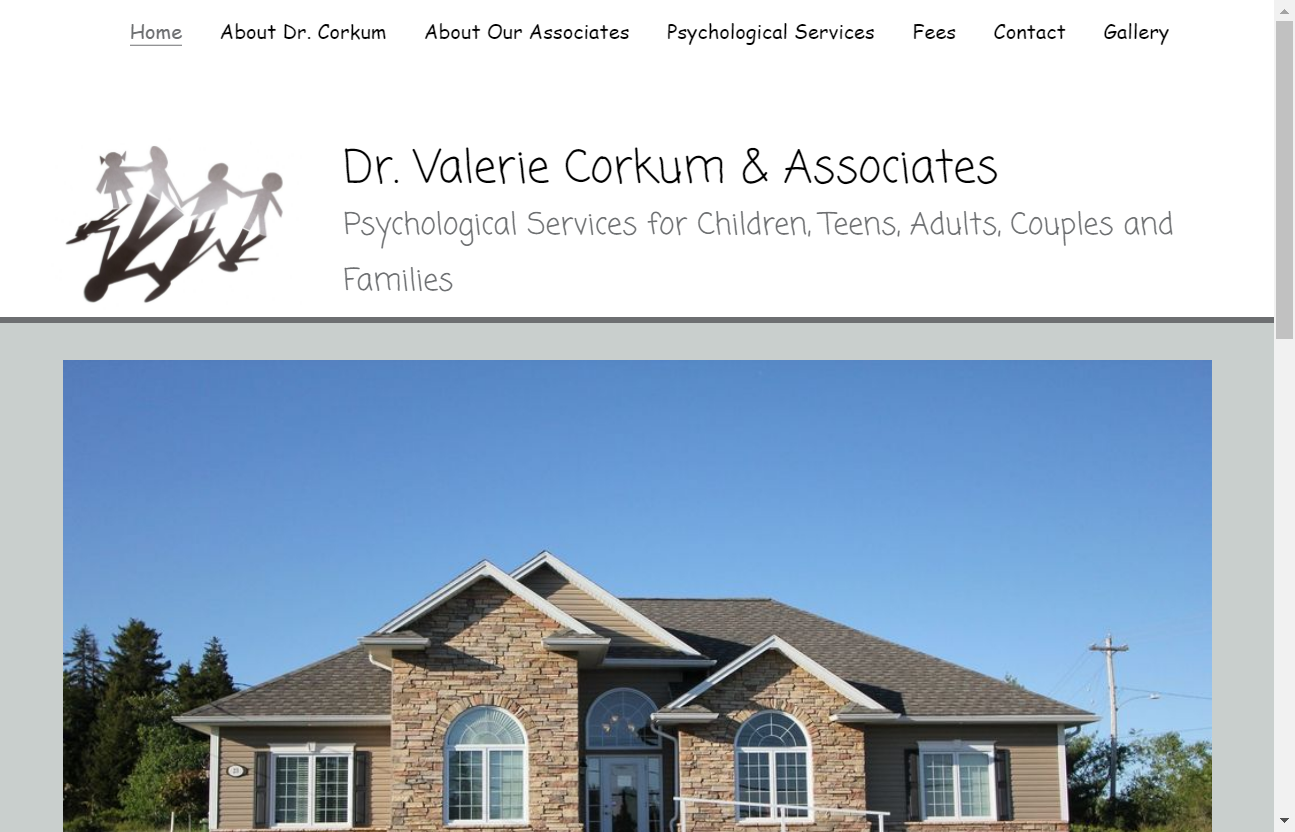 Home About Dr. Corkum About Our Associates Psychological Services Fees Contact Gallery
Dr. Valerie Corkum & Associates
Psychological Services for Children, Teens, Adults, Couples and
Families